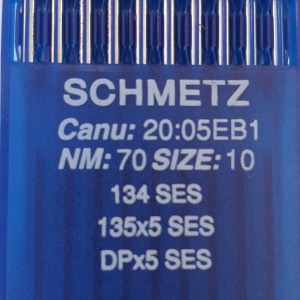 SCHMETZ
Canu: 20:05EB1
NM: 70 SIZE: 10
134 SES
135x5 SES
DPx5 SES